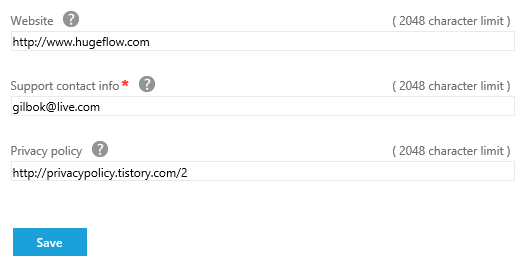 Website ? ( 2048 character limit )
http://www.hugeflow.com
Support contact info * ? ( 2048 character limit )
gilbok@live.com
Privacy policy ? ( 2048 character limit )
http://privacypolicy.tistory.com/2
Save